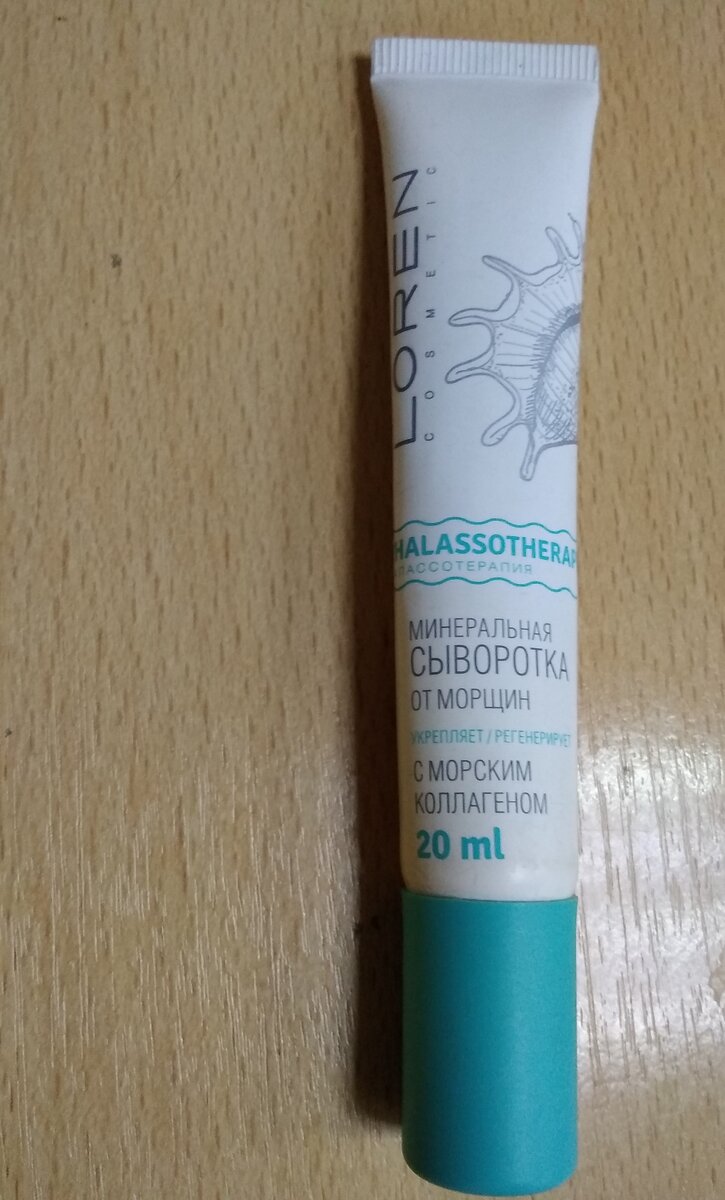 LOREN
COSMETIC
HALASSOTHERAP
ЛАССОТЕРАПИЯ
МИНЕРАЛЬНАЯ
СЫВОРОТКА
ОТ МОРЩИН
УКРЕПЛЯЕТ / РЕГЕНЕРИРУЕТ
С МОРСКИМ
КОЛЛАГЕНОМ
20 ml